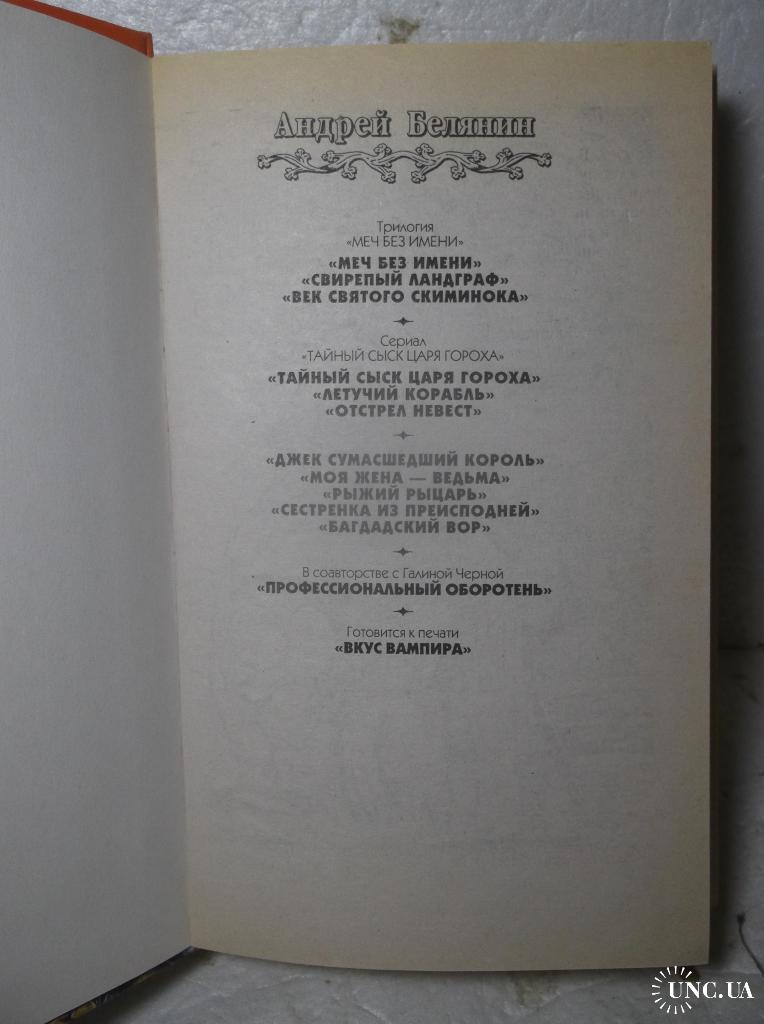 Андрей Белянин
Трилогия
«МЕЧ БЕЗ ИМЕНИ»
«МЕЧ БЕЗ ИМЕНИ»
«СВИРЕПЫЙ ЛАНДГРАФ»
«ВЕК СВЯТОГО СКИМИНОКА»
Сериал
«ТАЙНЫЙ СЫСК ЦАРЯ ГОРОХА»
«ТАЙНЫЙ СЫСК ЦАРЯ ГОРОХА»
«ЛЕТУЧИЙ КОРАБЛЬ»
«ОТСТРЕЛ НЕВЕСТ»
«ДЖЕК СУМАСШЕДШИЙ КОРОЛЬ»
«МОЯ ЖЕНА — ВЕДЬМА»
«РЫЖИЙ РЫЦАРЬ»
«СЕСТРЕНКА ИЗ ПРЕИСПОДНЕЙ»
«БАГДАДСКИЙ ВОР»
В соавторстве с Галиной Черной
«ПРОФЕССИОНАЛЬНЫЙ ОБОРОТЕНЬ»
Готовится к печати
«ВКУС ВАМПИРА»
UNC.UA